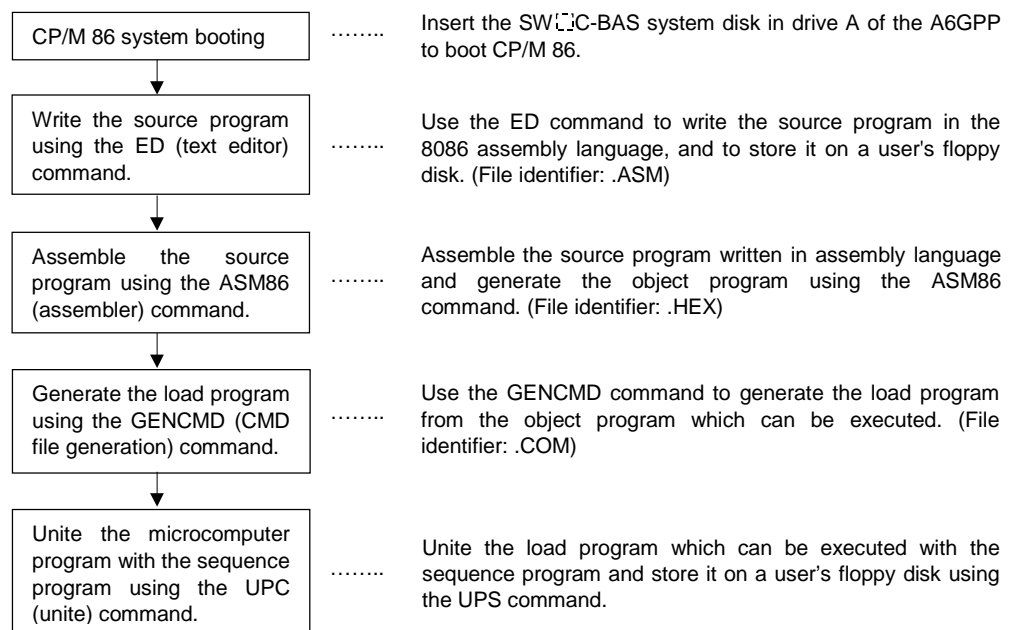 CP/M 86 system booting
........
Insert the SW⬚C-BAS system disk in drive A of the A6GPP
to boot CP/M 86.
Write the source program
using the ED (text editor)
command.
........
Use the ED command to write the source program in the
8086 assembly language, and to store it on a user's floppy
disk. (File identifier: .ASM)
Assemble the source
program using the ASM86
(assembler) command.
........
Assemble the source program written in assembly language
and generate the object program using the ASM86
command. (File identifier: .HEX)
Generate the load program
using the GENCMD (CMD
file generation) command.
........
Use the GENCMD command to generate the load program
from the object program which can be executed. (File
identifier: .COM)
Unite the microcomputer
program with the sequence
program using the UPC
(unite) command.
........
Unite the load program which can be executed with the
sequence program and store it on a user's floppy disk using
the UPS command.